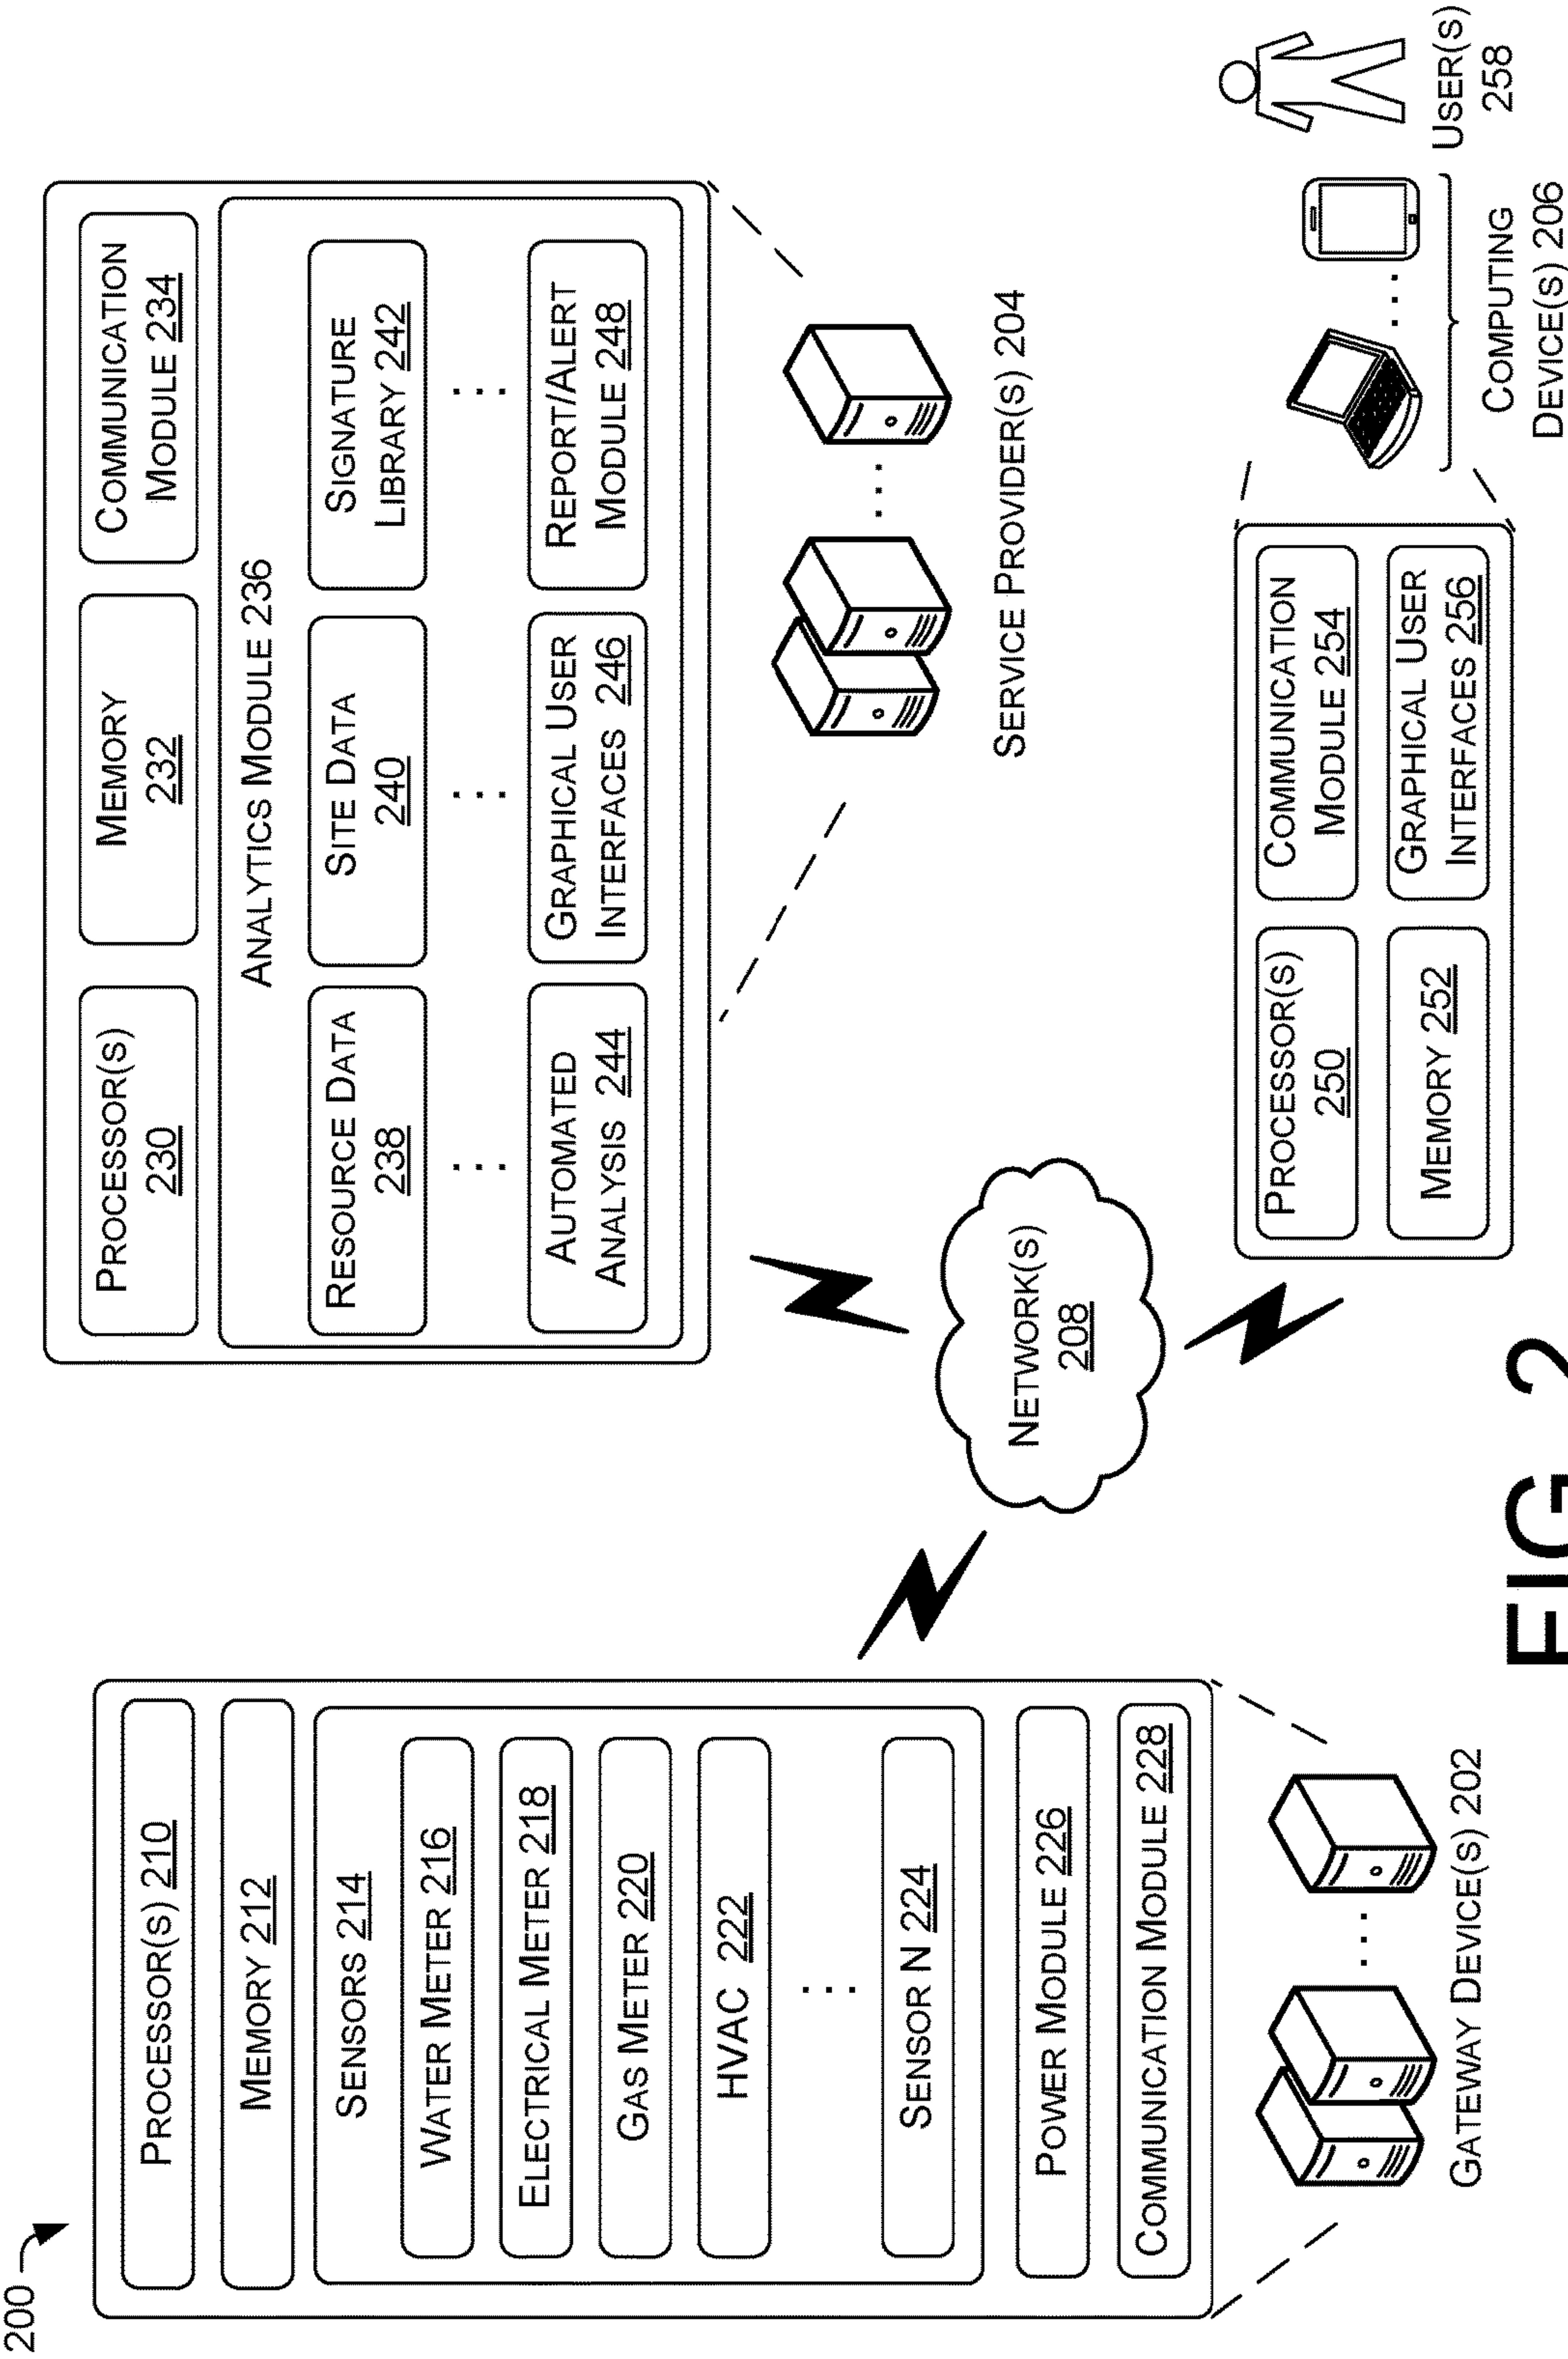 200
PROCESSOR(S) 210
MEMORY 212
SENSORS 214
WATER METER 216
ELECTRICAL METER 218
GAS METER 220
HVAC 222
...
SENSOR N 224
POWER MODULE 226
COMMUNICATION MODULE 228
...
GATEWAY DEVICE(S) 202
NETWORK(S)
208
PROCESSOR(S)
230
MEMORY
232
COMMUNICATION
MODULE 234
ANALYTICS MODULE 236
RESOURCE DATA
238
SITE DATA
240
SIGNATURE
LIBRARY 242
... ... ...
AUTOMATED
ANALYSIS 244
GRAPHICAL USER
INTERFACES 246
REPORT/ALERT
MODULE 248
...
SERVICE PROVIDER(S) 204
PROCESSOR(S)
250
COMMUNICATION
MODULE 254
MEMORY 252
GRAPHICAL USER
INTERFACES 256
...
COMPUTING
DEVICE(S) 206
USER(S)
258
FIG 2